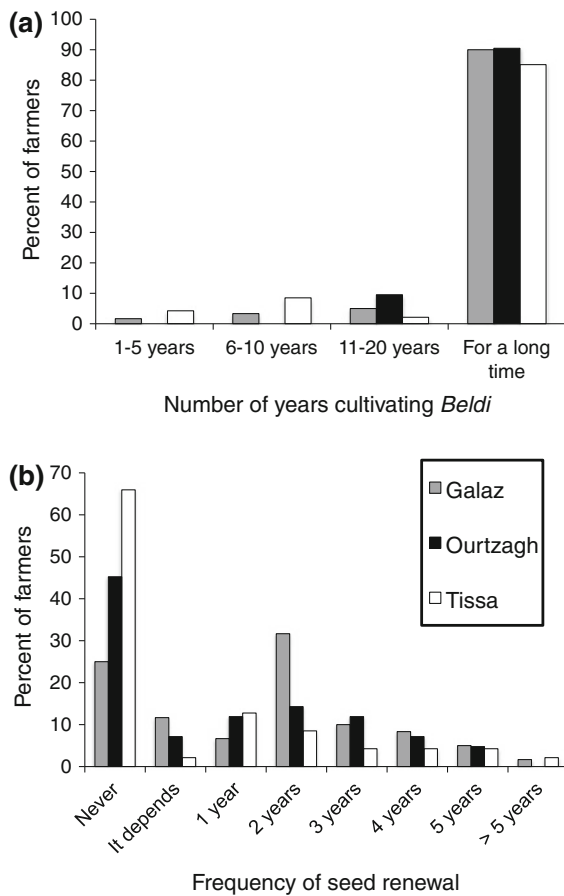 (a)
100
90
80
70
60
50
40
30
20
10
0
Percent of farmers
1-5 years 6-10 years 11-20 years For a long
time
Number of years cultivating Beldi
(b)
70
60
50
40
30
20
10
0
Percent of farmers
Galaz
Ourtzagh
Tissa
Never It depends 1 year 2 years 3 years 4 years 5 years > 5 years
Frequency of seed renewal